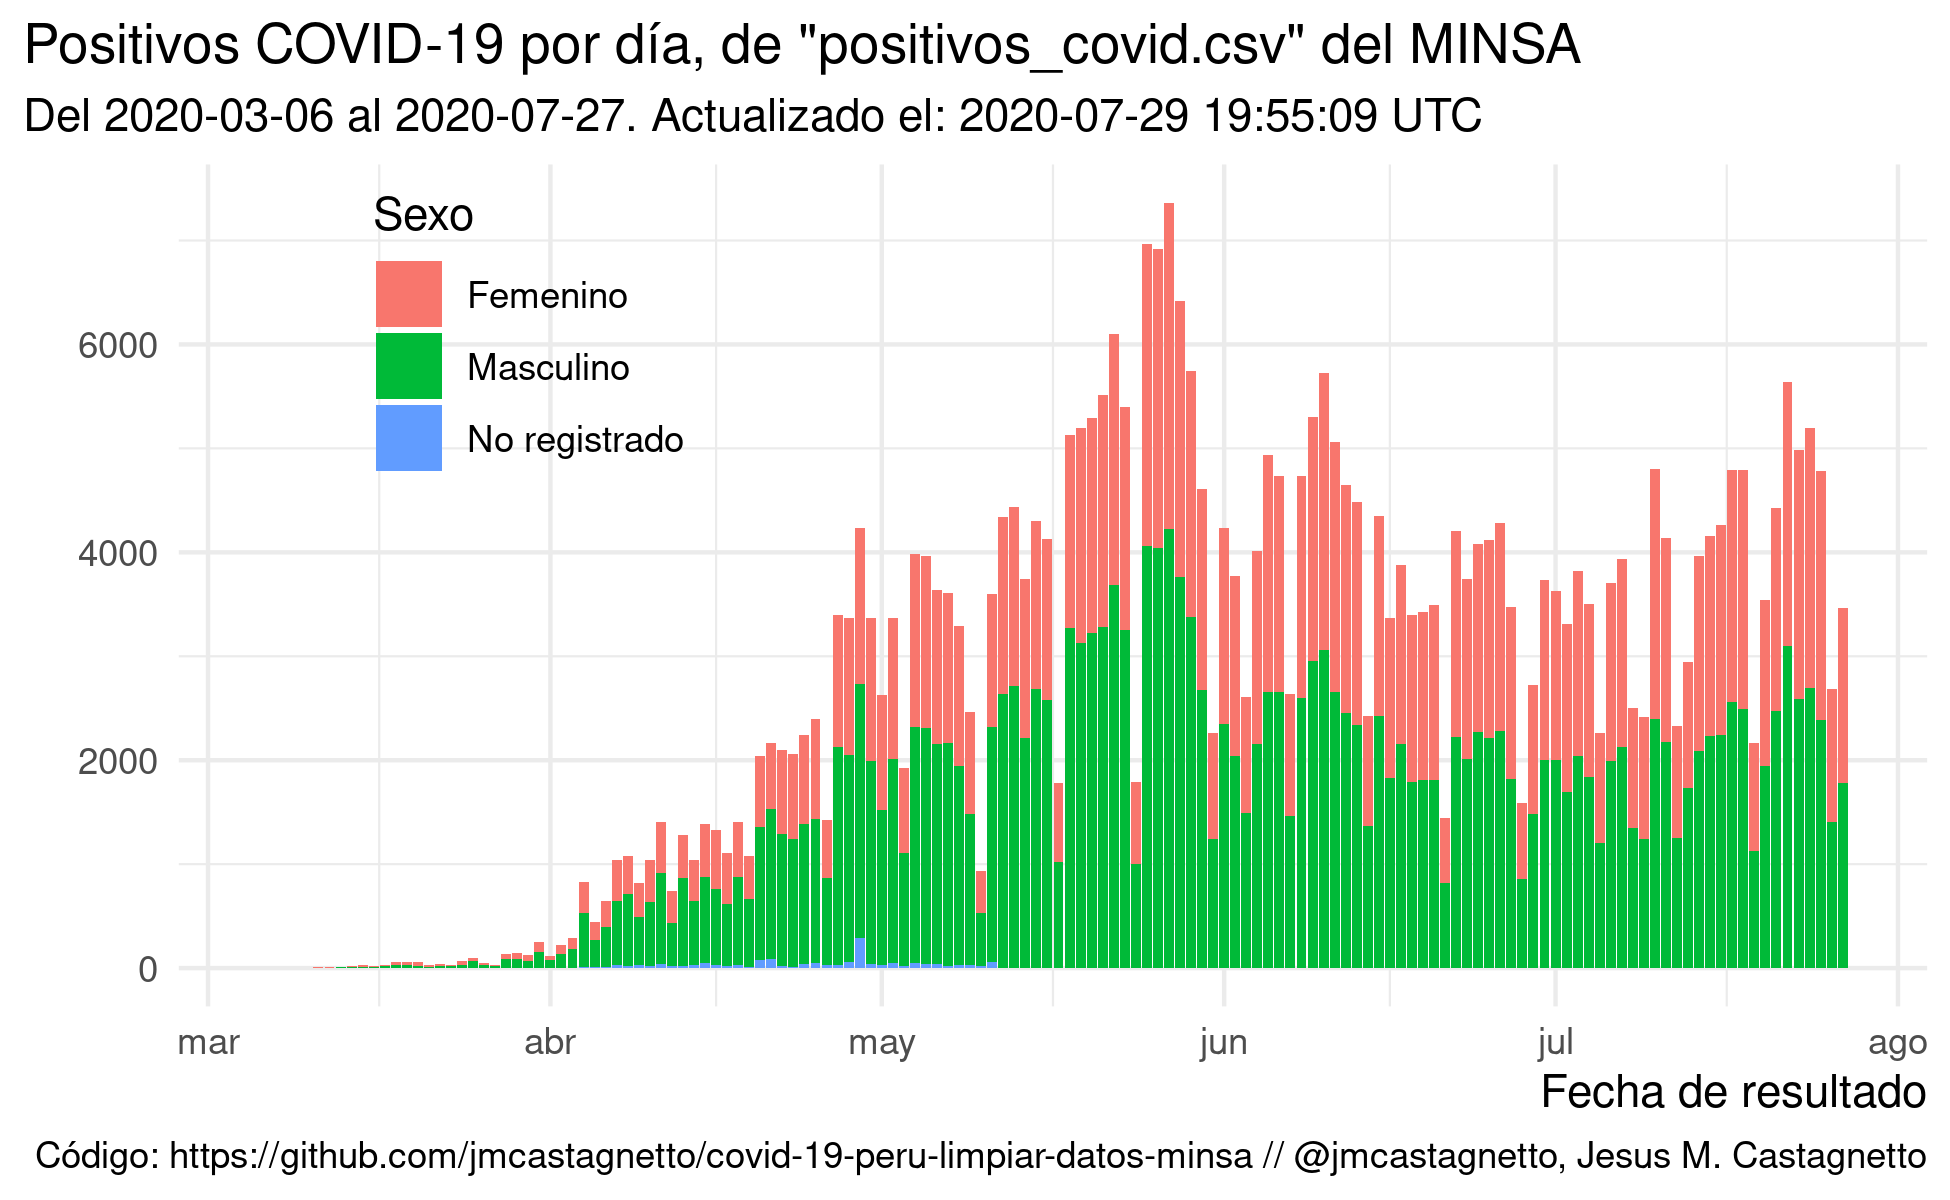 Positivos COVID-19 por día, de "positivos_covid.csv" del MINSA
Del 2020-03-06 al 2020-07-27. Actualizado el: 2020-07-29 19:55:09 UTC
Sexo
Femenino
Masculino
No registrado
6000
4000
2000
0
mar abr may jun jul ago
Fecha de resultado
Código: https://github.com/jmcastagnetto/covid-19-peru-limpiar-datos-minsa // @jmcastagnetto, Jesus M. Castagnetto